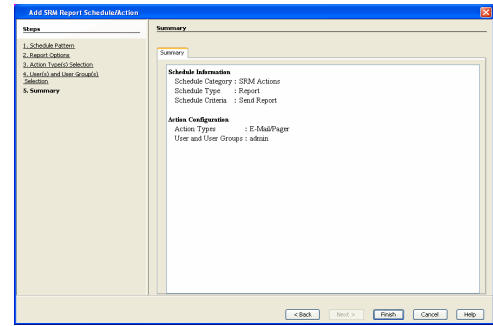 Add SRM Report Schedule/Action
Steps
1. Schedule Pattern
2. Report Options
3. Action Type(s) Selection
4. User(s) and User Group(s)
Selection
5. Summary
Summary
Summary
Schedule Information
Schedule Category : SRM Actions
Schedule Type : Report
Schedule Criteria : Send Report
Action Configuration
Action Types : E-Mail/Pager
User and User Groups : admin
< Back
Next >
Finish
Cancel
Help